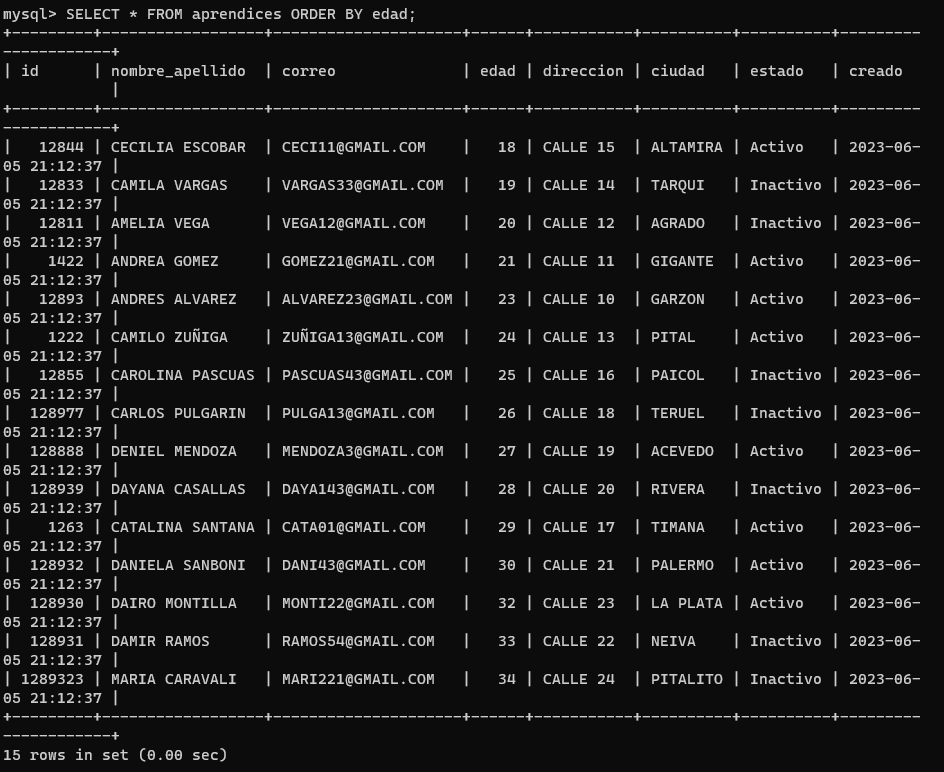 mysql> SELECT * FROM aprendices ORDER BY edad;
+---------+------------------+---------------------+------+-----------+----------+----------+--------
------------+
| id      | nombre_apellido  | correo              | edad | direccion | ciudad   | estado   | creado
            |
+---------+------------------+---------------------+------+-----------+----------+----------+--------
------------+
|   12844 | CECILIA ESCOBAR  | CECI11@GMAIL.COM    |   18 | CALLE 15  | ALTAMIRA | Activo   | 2023-06-
05 21:12:37 |
|   12833 | CAMILA VARGAS    | VARGAS33@GMAIL.COM  |   19 | CALLE 14  | TARQUI   | Inactivo | 2023-06-
05 21:12:37 |
|   12811 | AMELIA VEGA      | VEGA12@GMAIL.COM    |   20 | CALLE 12  | AGRADO   | Inactivo | 2023-06-
05 21:12:37 |
|    1422 | ANDREA GOMEZ     | GOMEZ21@GMAIL.COM   |   21 | CALLE 11  | GIGANTE  | Activo   | 2023-06-
05 21:12:37 |
|   12893 | ANDRES ALVAREZ   | ALVAREZ23@GMAIL.COM |   23 | CALLE 10  | GARZON   | Activo   | 2023-06-
05 21:12:37 |
|    1222 | CAMILO ZUÑIGA    | ZUÑIGA13@GMAIL.COM  |   24 | CALLE 13  | PITAL    | Activo   | 2023-06-
05 21:12:37 |
|   12855 | CAROLINA PASCUAS | PASCUAS43@GMAIL.COM |   25 | CALLE 16  | PAICOL   | Inactivo | 2023-06-
05 21:12:37 |
|  128977 | CARLOS PULGARIN  | PULGA13@GMAIL.COM   |   26 | CALLE 18  | TERUEL   | Inactivo | 2023-06-
05 21:12:37 |
|  128888 | DENIEL MENDOZA   | MENDOZA3@GMAIL.COM  |   27 | CALLE 19  | ACEVEDO  | Activo   | 2023-06-
05 21:12:37 |
|  128939 | DAYANA CASALLAS  | DAYA143@GMAIL.COM   |   28 | CALLE 20  | RIVERA   | Inactivo | 2023-06-
05 21:12:37 |
|    1263 | CATALINA SANTANA | CATA01@GMAIL.COM    |   29 | CALLE 17  | TIMANA   | Activo   | 2023-06-
05 21:12:37 |
|  128932 | DANIELA SANBONI  | DANI43@GMAIL.COM    |   30 | CALLE 21  | PALERMO  | Activo   | 2023-06-
05 21:12:37 |
|  128930 | DAIRO MONTILLA   | MONTI22@GMAIL.COM   |   32 | CALLE 23  | LA PLATA | Activo   | 2023-06-
05 21:12:37 |
|  128931 | DAMIR RAMOS      | RAMOS54@GMAIL.COM   |   33 | CALLE 22  | NEIVA    | Inactivo | 2023-06-
05 21:12:37 |
| 1289323 | MARIA CARAVALI   | MARI221@GMAIL.COM   |   34 | CALLE 24  | PITALITO | Inactivo | 2023-06-
05 21:12:37 |
+---------+------------------+---------------------+------+-----------+----------+----------+--------
------------+
15 rows in set (0.00 sec)